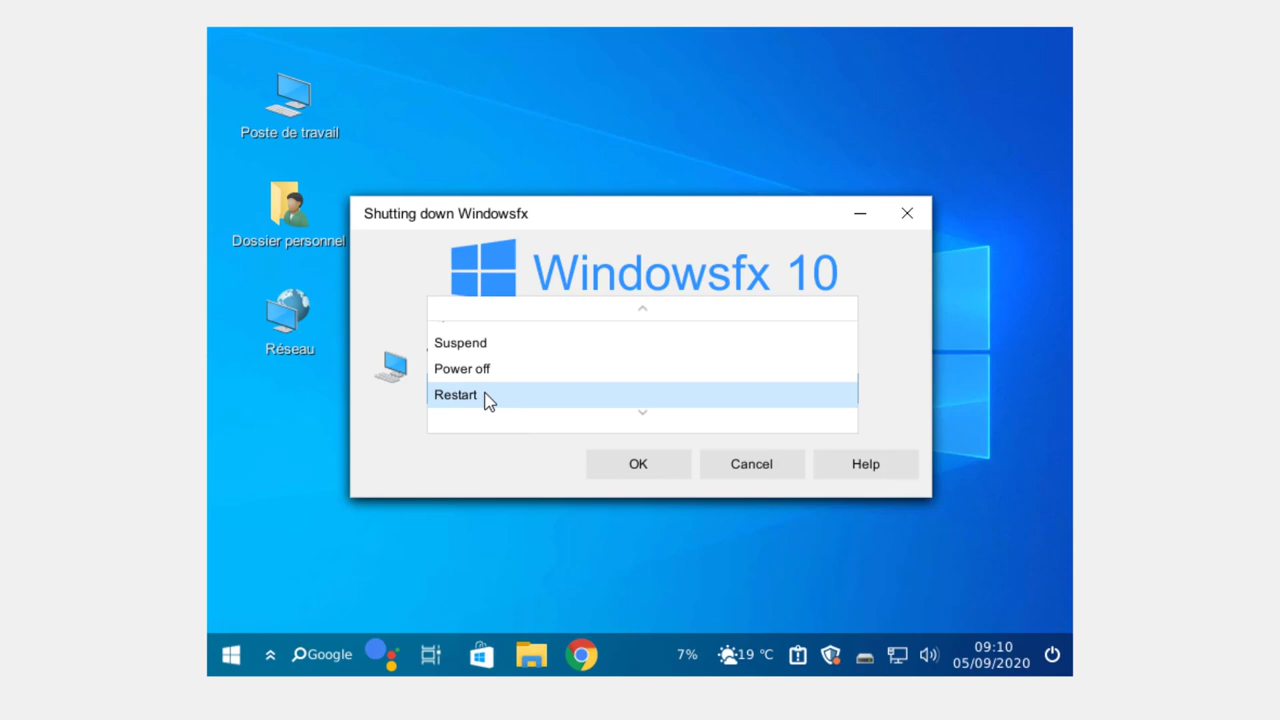 Poste de travail
Dossier personnel
Réseau
Shutting down Windowsfx
Windowsfx 10
Suspend
Power off
Restart
OK
Cancel
Help
Google
7%
19 °C
09:10
05/09/2020